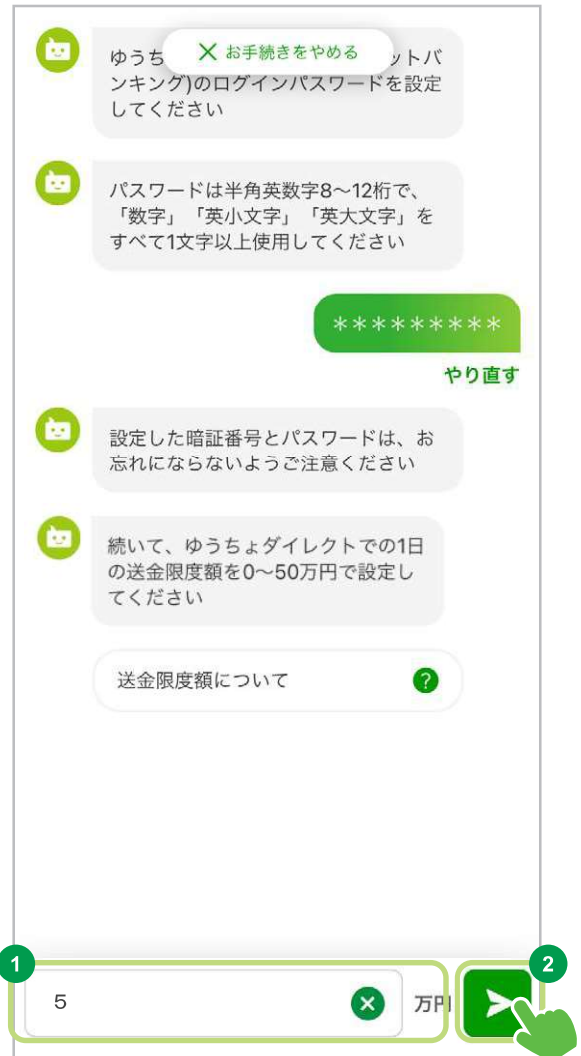 お手続きをやめる
ゆうち ットバ
ンキング)のログインパスワードを設定
してください
パスワードは半角英数字8〜12桁で、
「数字」「英小文字」「英大文字」を
すべて1文字以上使用してください
*********
やり直す
設定した暗証番号とパスワードは、お
忘れにならないようご注意ください
続いて、ゆうちょダイレクトでの1日
の送金限度額を0〜50万円で設定し
てください
送金限度額について ?
1
5 万円
2